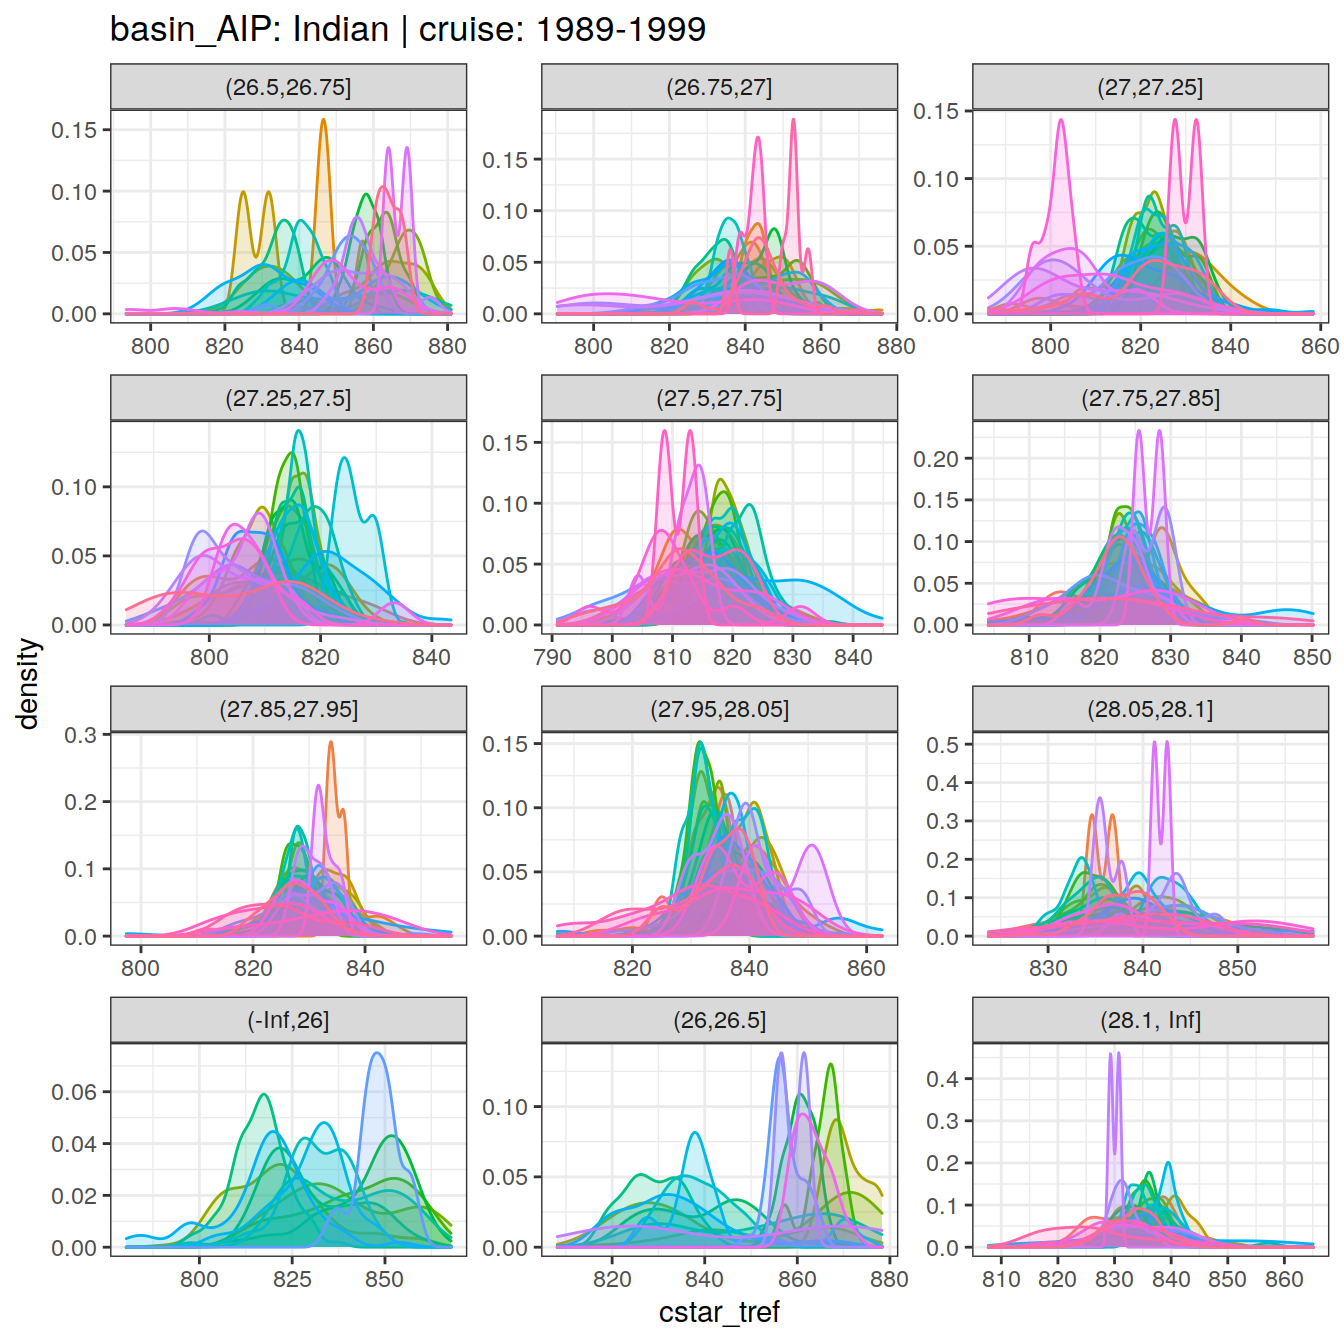 basin_AIP: Indian | cruise: 1989-1999
(26.5,26.75] (26.75,27] (27,27.25]
0.15 0.10 0.05 0.00
0.15 0.10 0.05 0.00
0.15 0.10 0.05 0.00
800 820 840 860 880
800 820 840 860 880
800 820 840 860
(27.25,27.5] (27.5,27.75] (27.75,27.85]
0.10 0.05 0.00
0.15 0.10 0.05 0.00
0.20 0.15 0.10 0.05 0.00
800 820 840
790 800 810 820 830 840
810 820 830 840 850
density
(27.85,27.95] (27.95,28.05] (28.05,28.1]
0.3 0.2 0.1 0.0
0.15 0.10 0.05 0.00
0.5 0.4 0.3 0.2 0.1 0.0
800 820 840
820 840 860
830 840 850
(-Inf,26] (26,26.5] (28.1, Inf]
0.06 0.04 0.02 0.00
0.10 0.05 0.00
0.4 0.3 0.2 0.1 0.0
800 825 850
820 840 860 880
810 820 830 840 850 860
cstar_tref